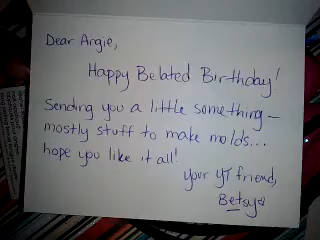 Dear Angie,
Happy Belated Birthday!
Sending you a little something -
mostly stuff to make molds...
hope you like it all!
your YT friend,
Betsy